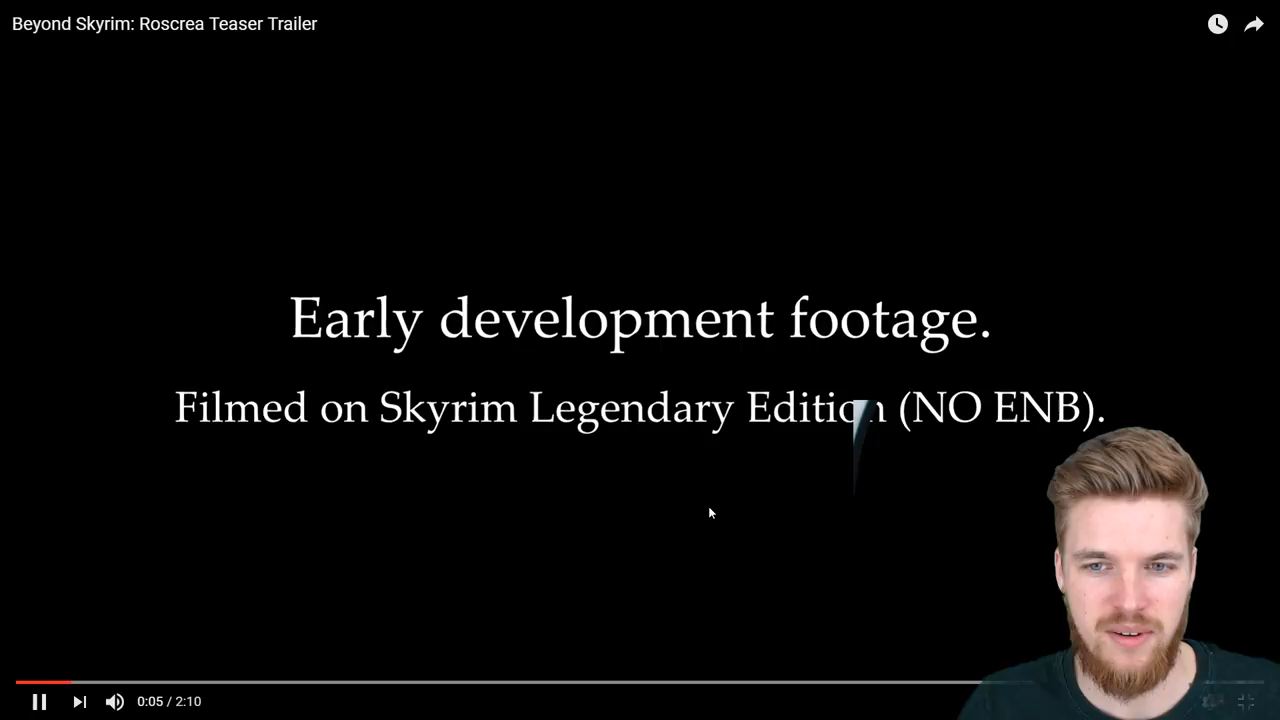 Beyond Skyrim: Roscrea Teaser Trailer
Early development footage.
Filmed on Skyrim Legendary Edition (NO ENB).
0:05 / 2:10